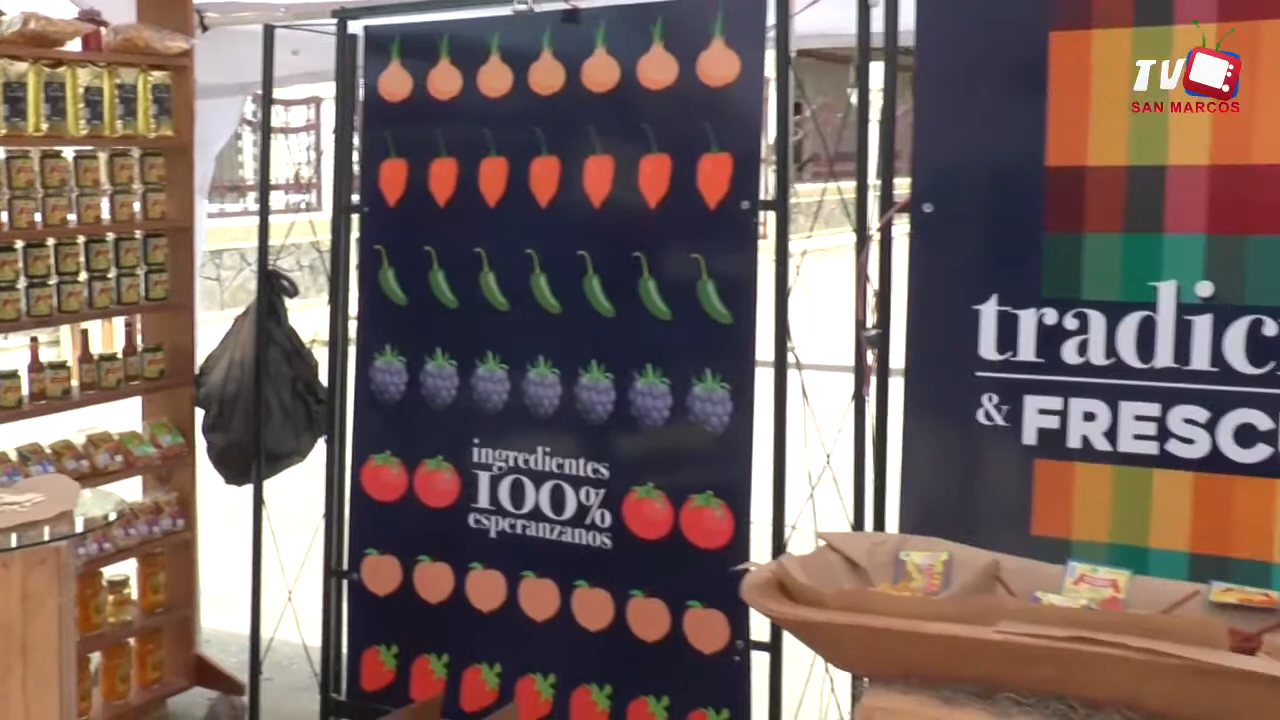 TV
SAN MARCOS
ingredientes
100%
esperanzanos
tradic
& FRESC